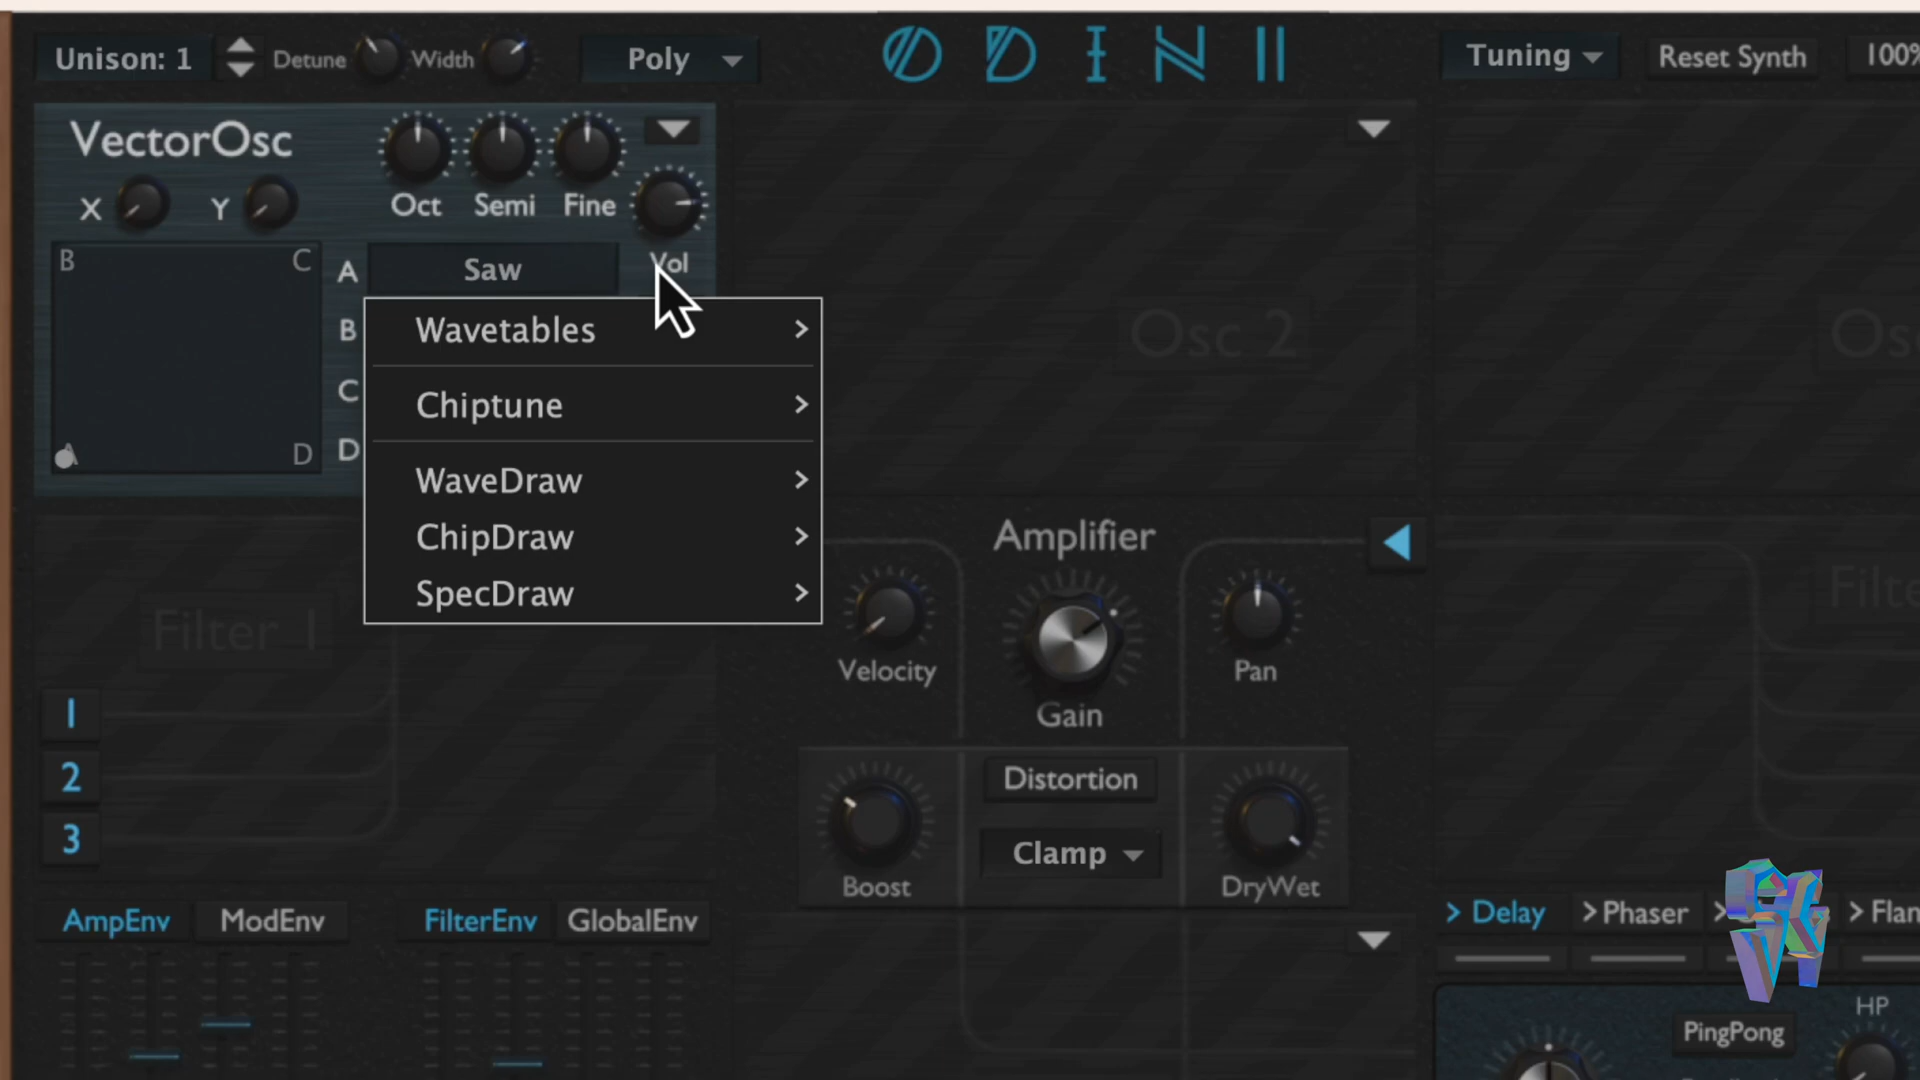 Unison: 1
Detune
Width
Poly
ODIN II
Tuning
Reset Synth
100%
VectorOsc
X
Y
Oct
Semi
Fine
Vol
B
C
A
D
A
Saw
B
C
D
Wavetables
Chiptune
WaveDraw
ChipDraw
SpecDraw
Osc 2
Osc
Filter 1
1
2
3
Amplifier
Velocity
Gain
Pan
Distortion
Clamp
Boost
DryWet
AmpEnv
ModEnv
FilterEnv
GlobalEnv
> Delay
> Phaser
>
> Flan
PingPong
HP